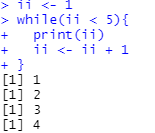 > ii <- 1
> while(ii < 5){
+   print(ii)
+   ii <- ii + 1
+ }
[1] 1
[1] 2
[1] 3
[1] 4